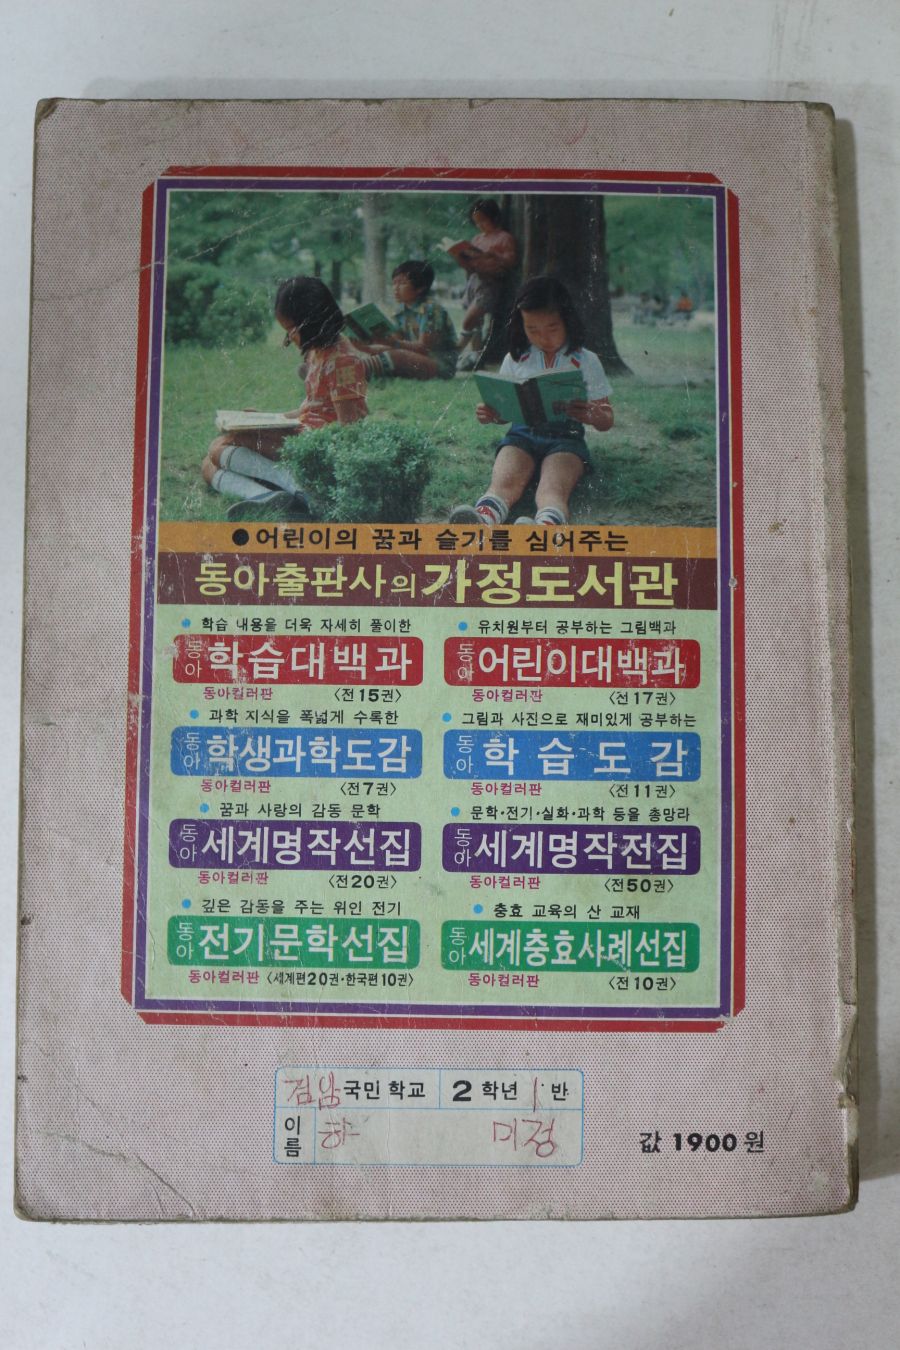 ●어린이의 꿈과 슬기를 심어주는
동아출판사의 가정도서관
● 학습 내용을 더욱 자세히 풀이한
동아 학습대백과
동아컬러판 〈전15권〉
● 유치원부터 공부하는 그림백과
동아 어린이대백과
동아컬러판 〈전17권〉
● 과학 지식을 폭넓게 수록한
동아 학생과학도감
동아컬러판 〈전7권〉
● 그림과 사진으로 재미있게 공부하는
동아 학습도감
동아컬러판 〈전11권〉
● 꿈과 사랑의 감동 문학
동아 세계명작선집
동아컬러판 〈전20권〉
● 문학·전기·실화·과학 등을 총망라
동아 세계명작전집
동아컬러판 〈전50권〉
● 깊은 감동을 주는 위인 전기
동아 전기문학선집
동아컬러판 〈세계편20권·한국편10권〉
● 충효 교육의 산 교재
동아 세계충효사례선집
동아컬러판 〈전10권〉
국민학교 2학년 1반
이름 하 미정
값 1900원